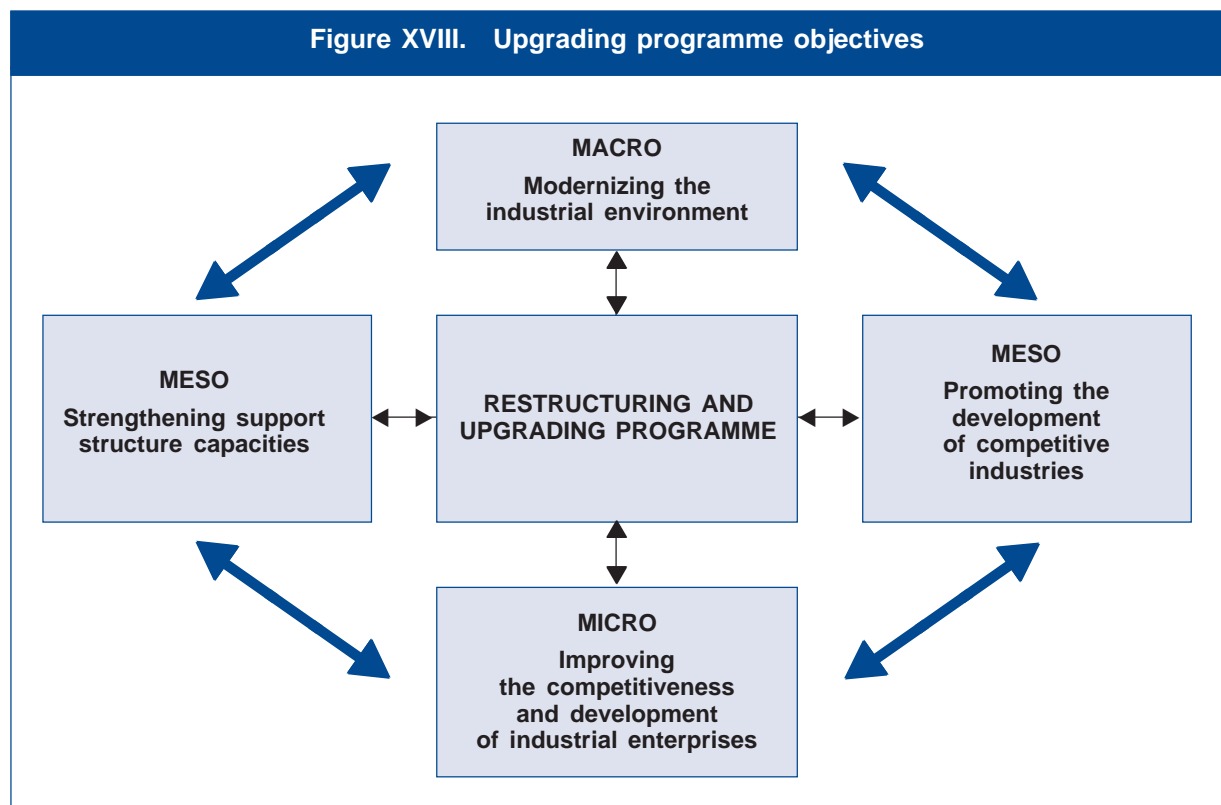 Figure XVIII. Upgrading programme objectives
MACRO
Modernizing the
industrial environment
MESO
Strengthening support
structure capacities
RESTRUCTURING AND
UPGRADING PROGRAMME
MESO
Promoting the
development
of competitive
industries
MICRO
Improving
the competitiveness
and development
of industrial enterprises